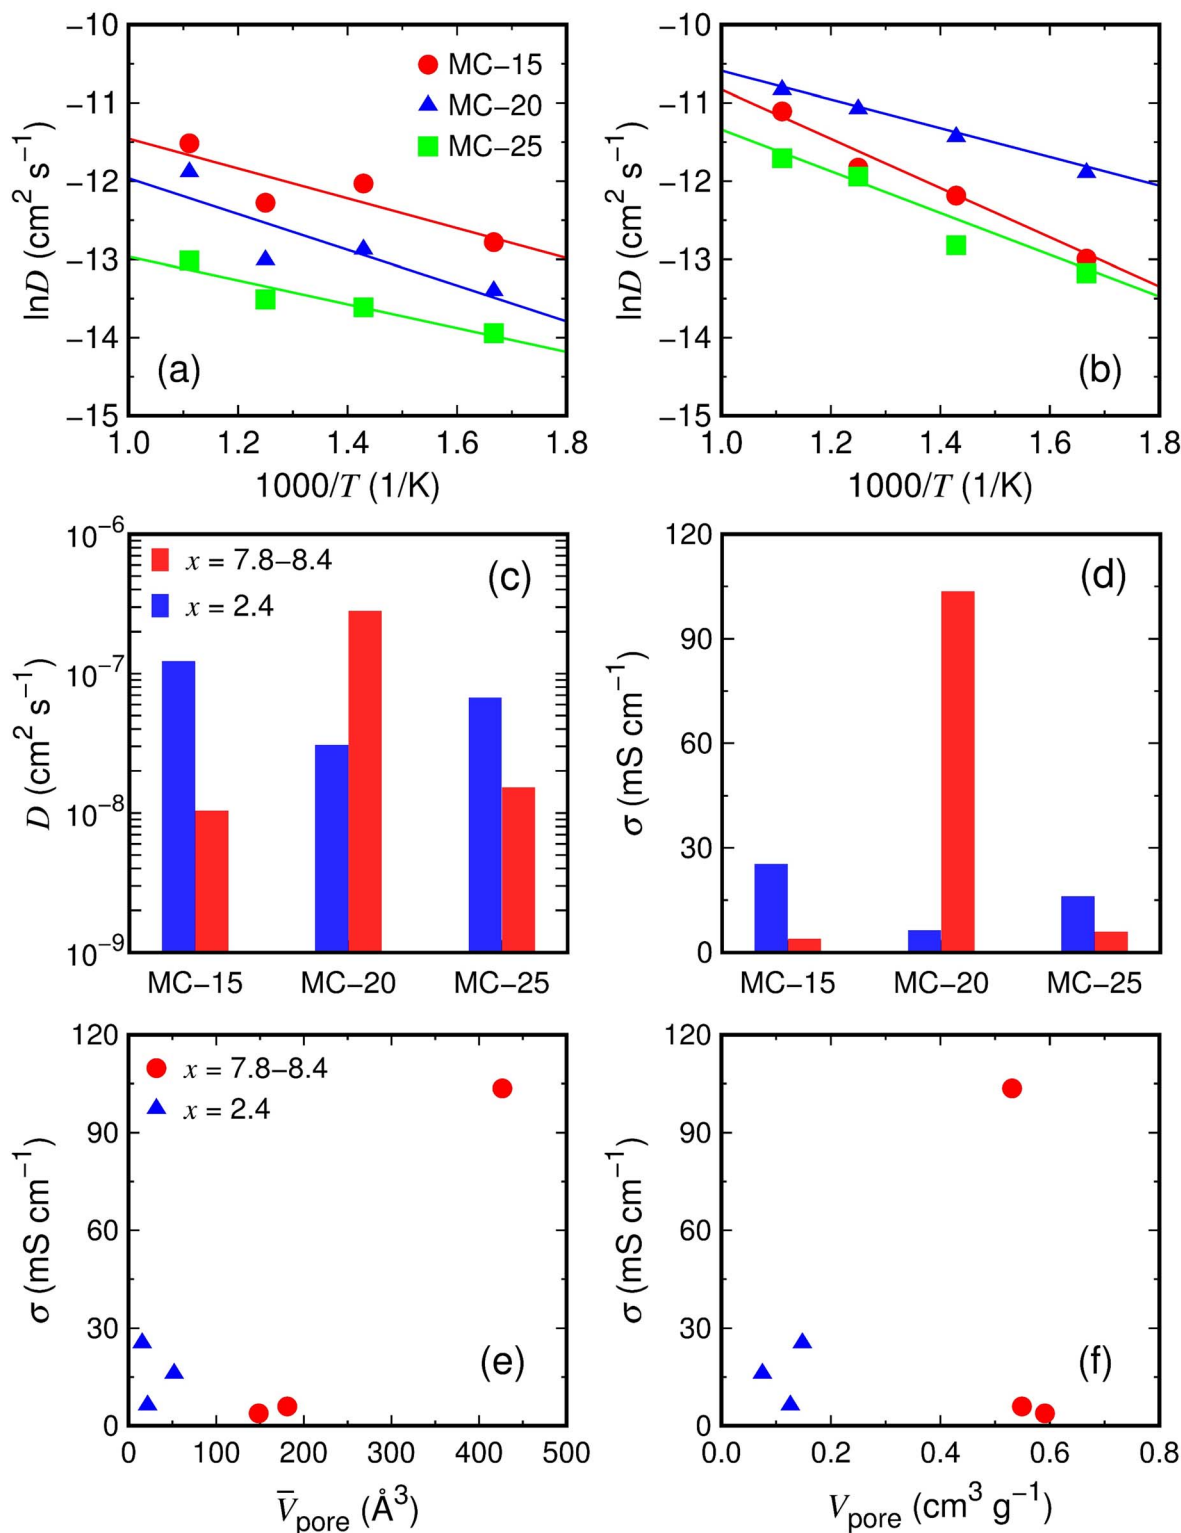 −10
−11
−12
−13
−14
−15
lnD (cm² s⁻¹)
MC−15
MC−20
MC−25
(a)
1.0 1.2 1.4 1.6 1.8
1000/T (1/K)
−10
−11
−12
−13
−14
−15
lnD (cm² s⁻¹)
(b)
1.0 1.2 1.4 1.6 1.8
1000/T (1/K)
10⁻⁶
10⁻⁷
10⁻⁸
10⁻⁹
D (cm² s⁻¹)
x = 7.8−8.4
x = 2.4
(c)
MC−15 MC−20 MC−25
120
90
60
30
0
σ (mS cm⁻¹)
(d)
MC−15 MC−20 MC−25
120
90
60
30
0
σ (mS cm⁻¹)
x = 7.8−8.4
x = 2.4
(e)
0 100 200 300 400 500
V̅pore (Å³)
120
90
60
30
0
σ (mS cm⁻¹)
(f)
0.0 0.2 0.4 0.6 0.8
Vpore (cm³ g⁻¹)